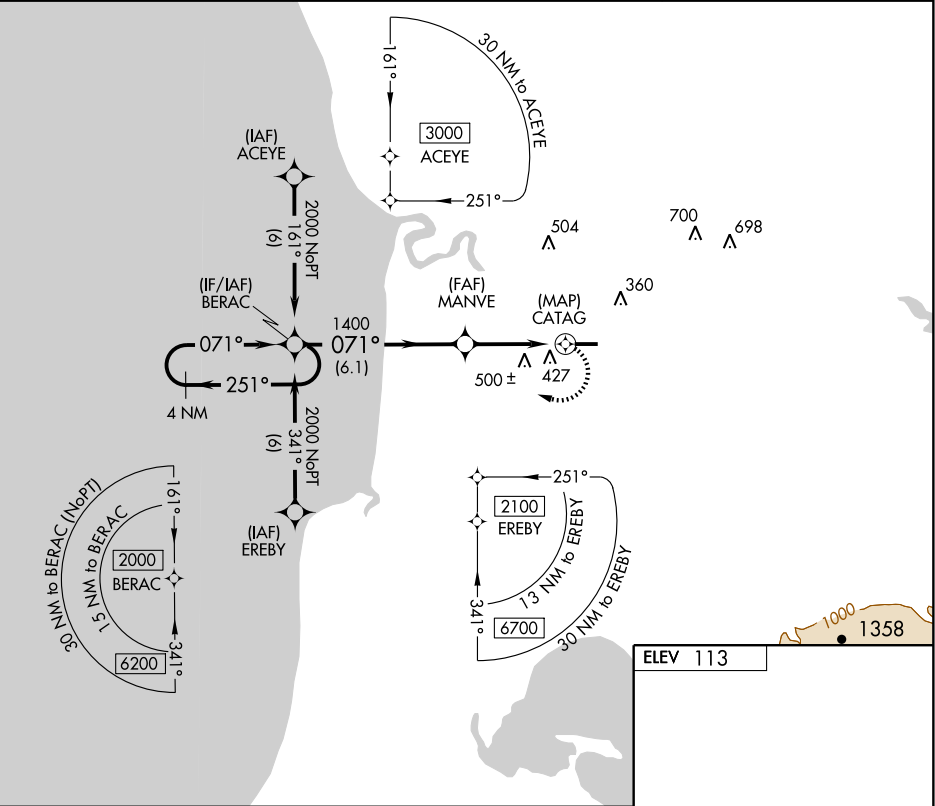 161°
30 NM to ACEYE
3000
ACEYE
251°
(IAF)
ACEYE
2000 NoPT
161°
(6)
504
700
698
360
(IF/IAF)
BERAC
(FAF)
MANVE
(MAP)
CATAG
071°
1400
071°
(6.1)
251°
4 NM
500 ±
427
2000 NoPT
341°
(6)
(IAF)
EREBY
30 NM to BERAC (NoPT)
15 NM to BERAC
161°
2000
BERAC
6200
341°
251°
2100
EREBY
13 NM to EREBY
341°
6700
30 NM to EREBY
1000
1358
ELEV 113